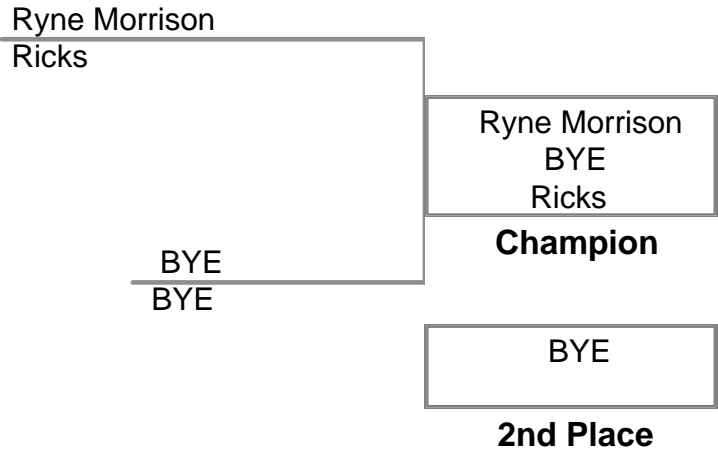 Ryne Morrison
Ricks
Ryne Morrison
BYE
Ricks
Champion
BYE
BYE
BYE
2nd Place